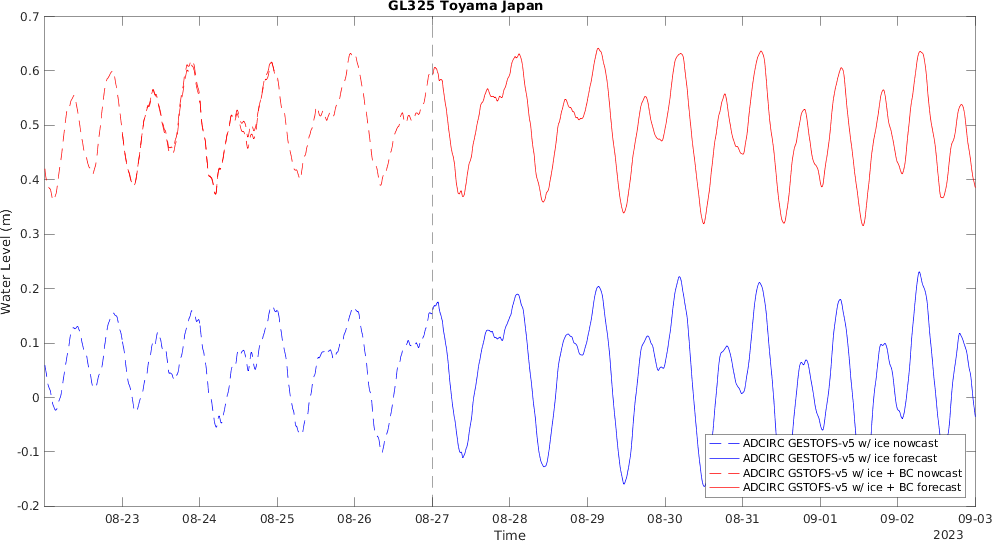 GL325 Toyama Japan
0.7
0.6
0.5
0.4
0.3
0.2
0.1
0
-0.1
-0.2
Water Level (m)
ADCIRC GESTOFS-v5 w/ ice nowcast
ADCIRC GESTOFS-v5 w/ ice forecast
ADCIRC GSTOFS-v5 w/ ice + BC nowcast
ADCIRC GSTOFS-v5 w/ ice + BC forecast
08-23 08-24 08-25 08-26 08-27 08-28 08-29 08-30 08-31 09-01 09-02 09-03
Time
2023